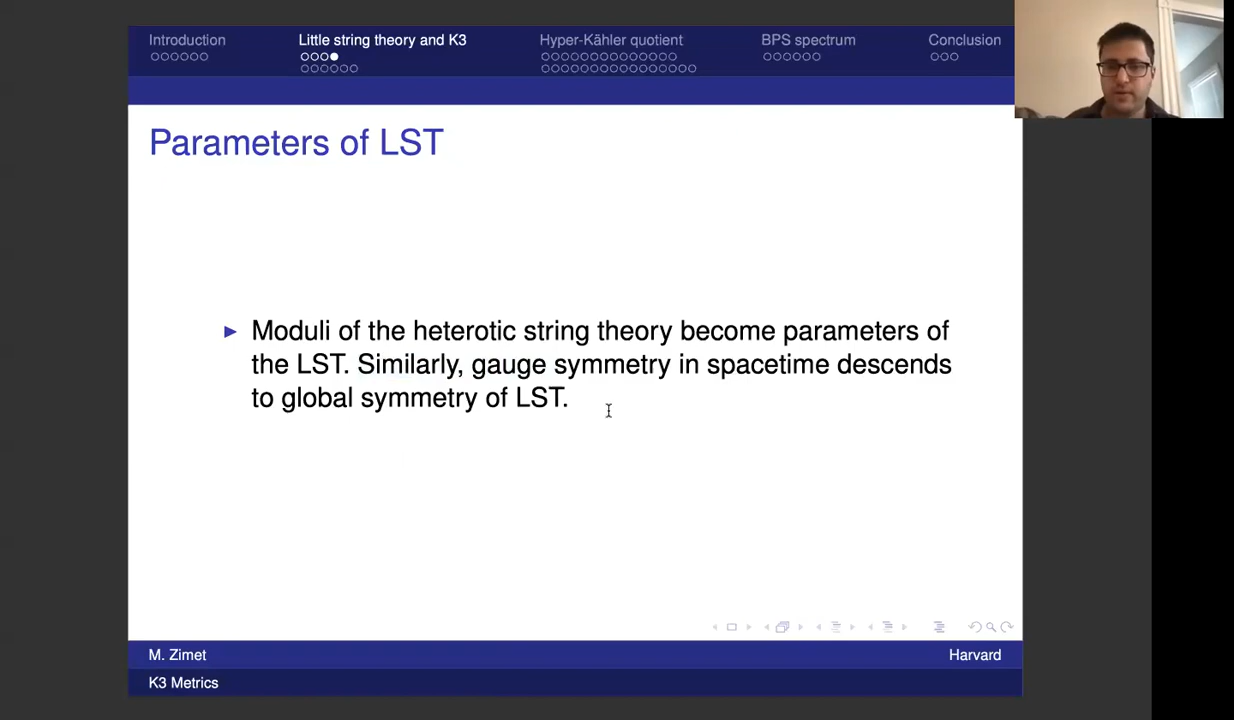 Introduction
Little string theory and K3
Hyper-Kähler quotient
BPS spectrum
Conclusion
Parameters of LST
Moduli of the heterotic string theory become parameters of
the LST. Similarly, gauge symmetry in spacetime descends
to global symmetry of LST.
M. Zimet
Harvard
K3 Metrics